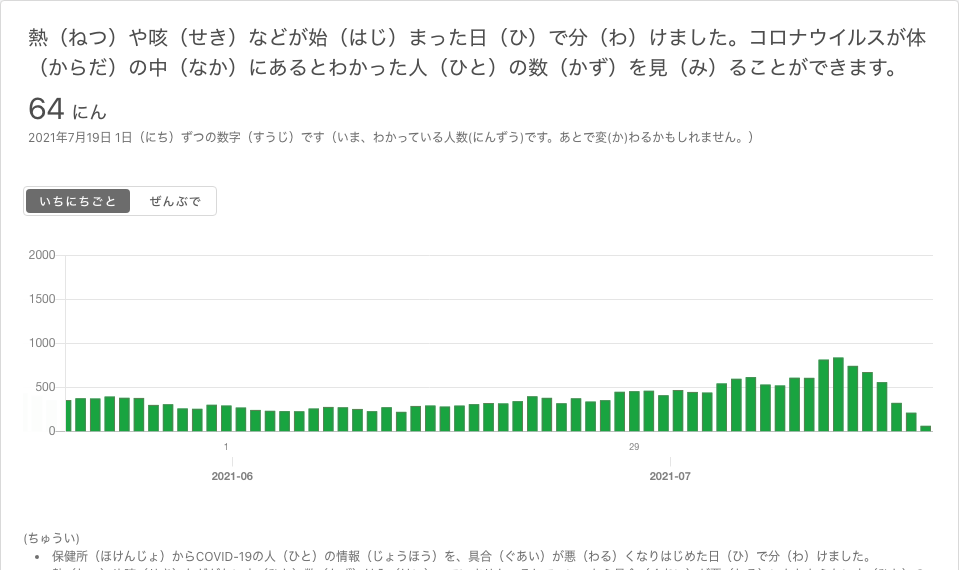 熱（ねつ）や咳（せき）などが始（はじ）まった日（ひ）で分（わ）けました。コロナウイルスが体
（からだ）の中（なか）にあるとわかった人（ひと）の数（かず）を見（み）ることができます。
64 にん
2021年7月19日 1日（にち）ずつの数字（すうじ）です（いま、わかっている人数(にんずう)です。あとで変(か)わるかもしれません。）
いちにちごと ぜんぶで
2000
1500
1000
500
0
1 29
2021-06 2021-07
(ちゅうい)
• 保健所（ほけんじょ）からCOVID-19の人（ひと）の情報（じょうほう）を、具合（ぐあい）が悪（わる）くなりはじめた日（ひ）で分（わ）けました。